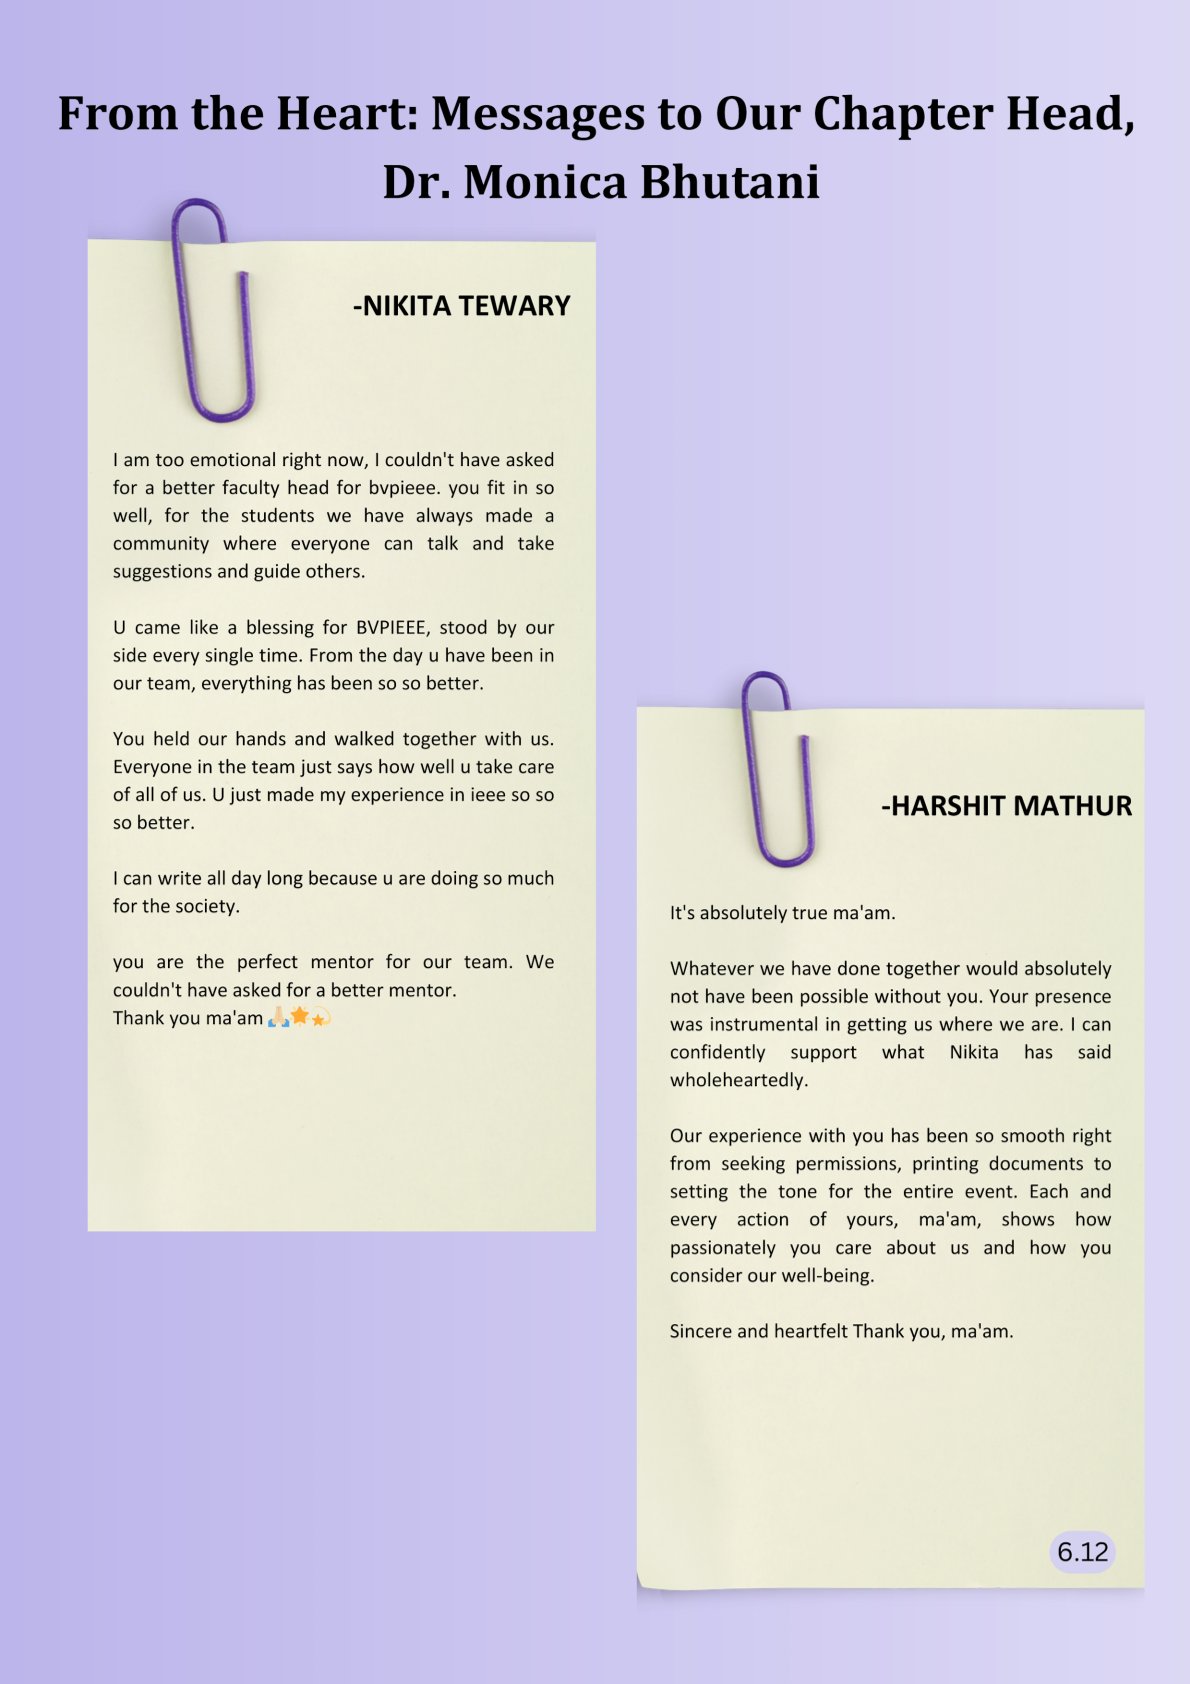 From the Heart: Messages to Our Chapter Head,
Dr. Monica Bhutani
-NIKITA TEWARY
I am too emotional right now, I couldn't have asked
for a better faculty head for bvpieee. you fit in so
well, for the students we have always made a
community where everyone can talk and take
suggestions and guide others.
U came like a blessing for BVPIEEE, stood by our
side every single time. From the day u have been in
our team, everything has been so so better.
You held our hands and walked together with us.
Everyone in the team just says how well u take care
of all of us. U just made my experience in ieee so so
so better.
I can write all day long because u are doing so much
for the society.
you are the perfect mentor for our team. We
couldn't have asked for a better mentor.
Thank you ma'am 🙏🌟💫
-HARSHIT MATHUR
It's absolutely true ma'am.
Whatever we have done together would absolutely
not have been possible without you. Your presence
was instrumental in getting us where we are. I can
confidently support what Nikita has said
wholeheartedly.
Our experience with you has been so smooth right
from seeking permissions, printing documents to
setting the tone for the entire event. Each and
every action of yours, ma'am, shows how
passionately you care about us and how you
consider our well-being.
Sincere and heartfelt Thank you, ma'am.
6.12